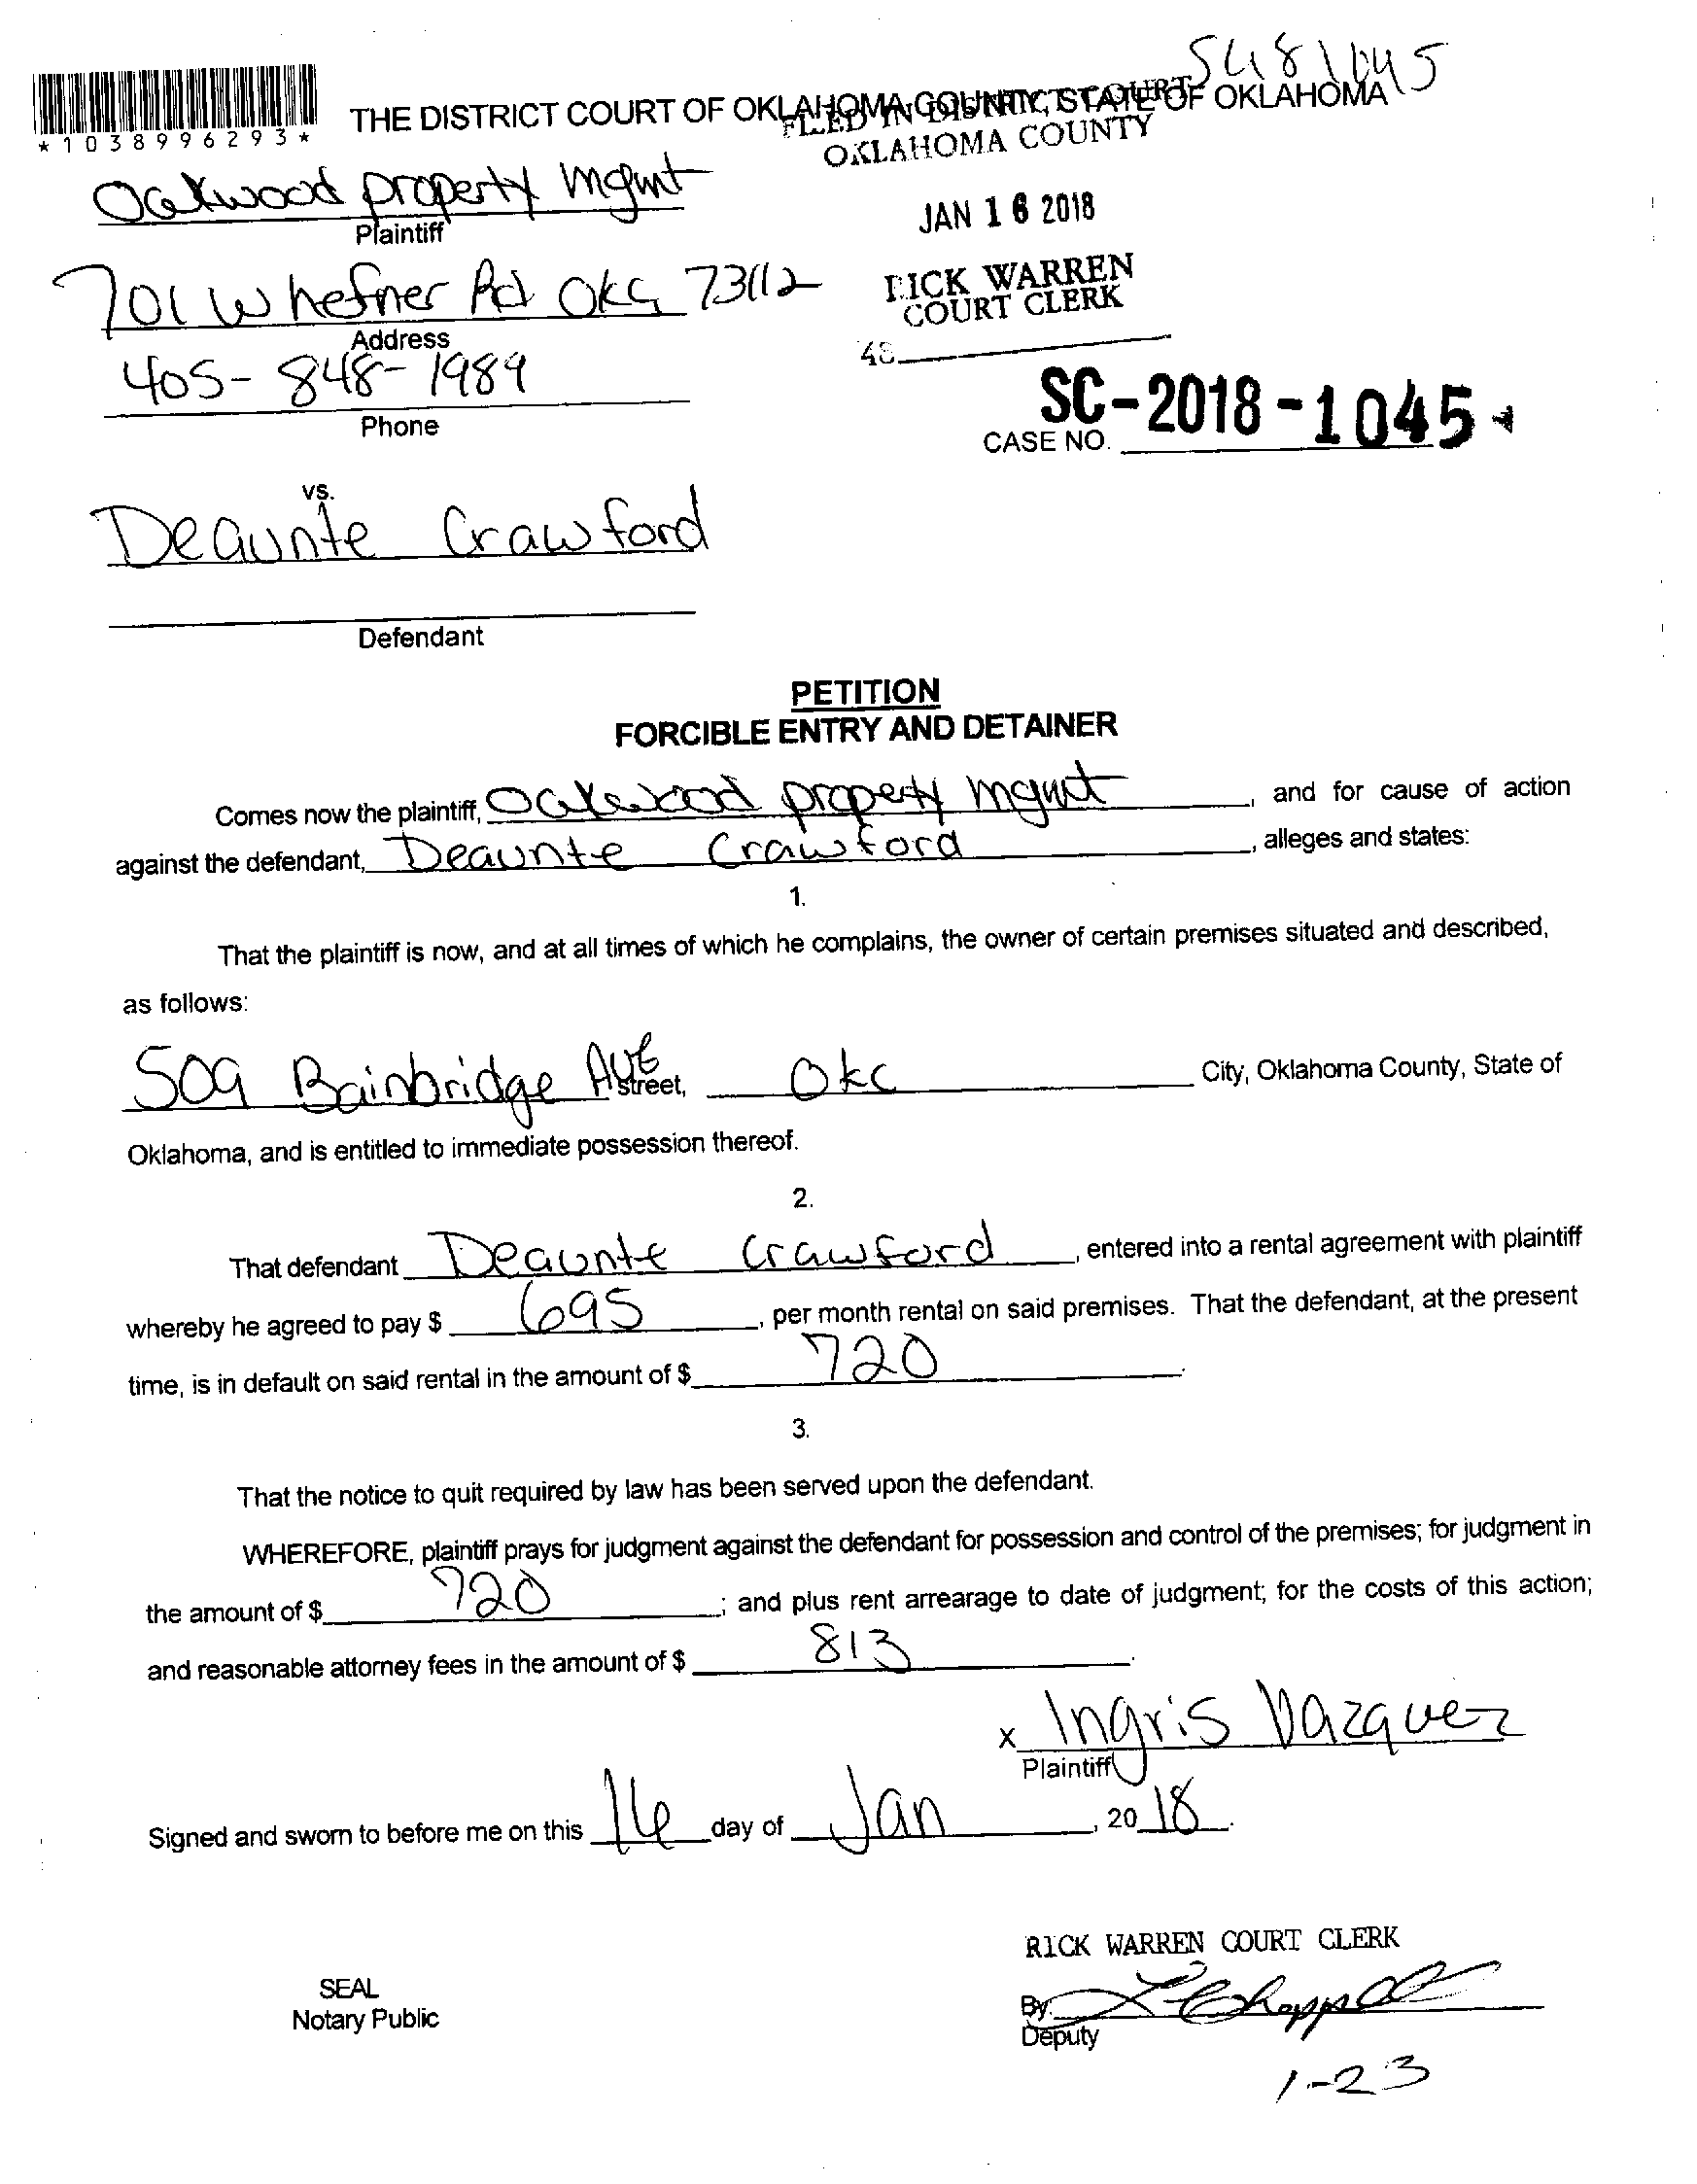 SC181045
*1038996293*
THE DISTRICT COURT OF OKLAHOMA COUNTY, STATE OF OKLAHOMA
FILED IN DISTRICT COURT
OKLAHOMA COUNTY
Oakwood property mgmt
Plaintiff
JAN 16 2018
701 W hefner Rd OKC 73112
Address
RICK WARREN
COURT CLERK
48
405-848-1989
Phone
SC-2018-1045
CASE NO.
vs.
Deaunte Crawford
Defendant
PETITION
FORCIBLE ENTRY AND DETAINER
Comes now the plaintiff, Oakwood property mgmt, and for cause of action
against the defendant, Deaunte Crawford, alleges and states:
1.
That the plaintiff is now, and at all times of which he complains, the owner of certain premises situated and described,
as follows:
509 Bainbridge Ave Street, Okc City, Oklahoma County, State of
Oklahoma, and is entitled to immediate possession thereof.
2.
That defendant Deaunte Crawford, entered into a rental agreement with plaintiff
whereby he agreed to pay $ 695, per month rental on said premises. That the defendant, at the present
time, is in default on said rental in the amount of $ 720.
3.
That the notice to quit required by law has been served upon the defendant.
WHEREFORE, plaintiff prays for judgment against the defendant for possession and control of the premises; for judgment in
the amount of $ 720; and plus rent arrearage to date of judgment; for the costs of this action;
and reasonable attorney fees in the amount of $ 813.
x Ingris Vazquez
Plaintiff
Signed and sworn to before me on this 16 day of Jan, 20 18.
RICK WARREN COURT CLERK
SEAL
Notary Public
By: L Chappell
Deputy
1-23